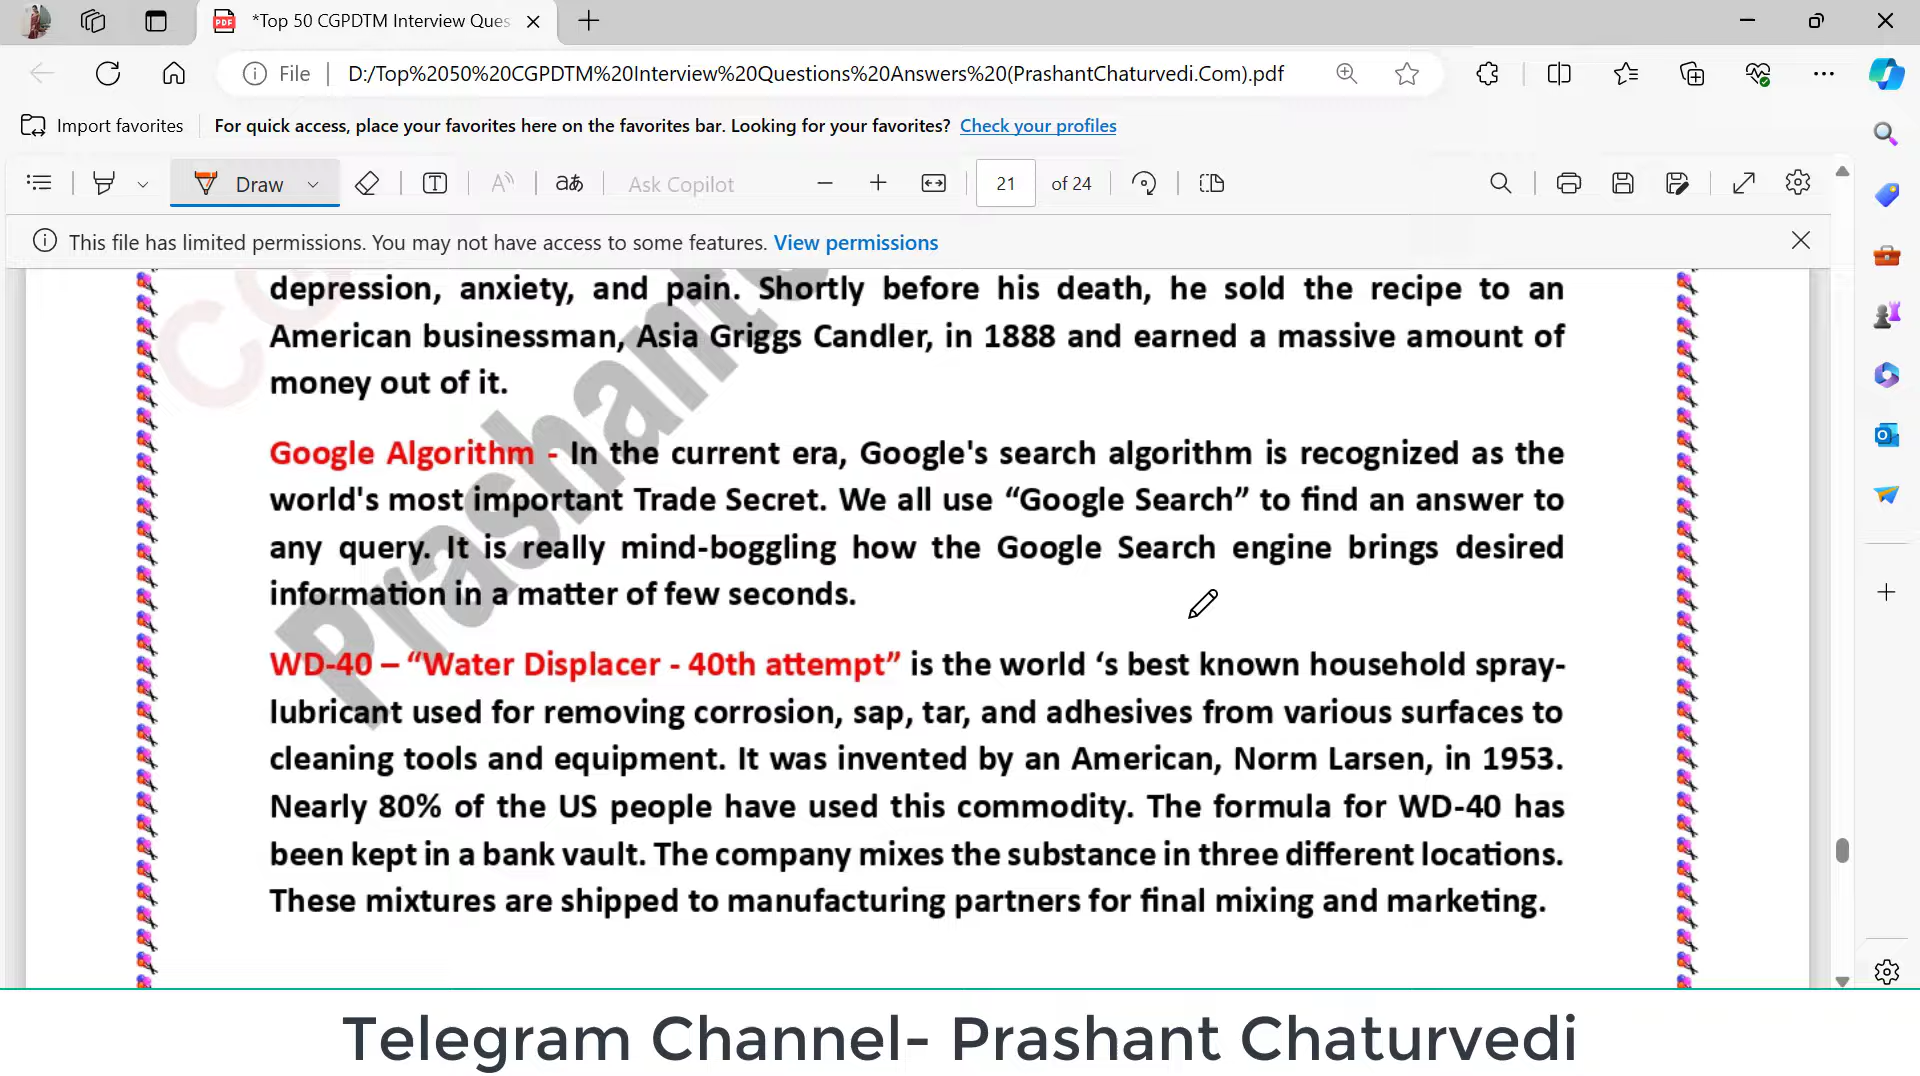 *Top 50 CGPDTM Interview Ques
File
D:/Top%2050%20CGPDTM%20Interview%20Questions%20Answers%20(PrashantChaturvedi.Com).pdf
Import favorites
For quick access, place your favorites here on the favorites bar. Looking for your favorites? Check your profiles
Draw
aあ
Ask Copilot
21 of 24
This file has limited permissions. You may not have access to some features. View permissions
depression, anxiety, and pain. Shortly before his death, he sold the recipe to an
American businessman, Asia Griggs Candler, in 1888 and earned a massive amount of
money out of it.
Google Algorithm - In the current era, Google's search algorithm is recognized as the
world's most important Trade Secret. We all use “Google Search” to find an answer to
any query. It is really mind-boggling how the Google Search engine brings desired
information in a matter of few seconds.
WD-40 – “Water Displacer - 40th attempt” is the world ‘s best known household spray-
lubricant used for removing corrosion, sap, tar, and adhesives from various surfaces to
cleaning tools and equipment. It was invented by an American, Norm Larsen, in 1953.
Nearly 80% of the US people have used this commodity. The formula for WD-40 has
been kept in a bank vault. The company mixes the substance in three different locations.
These mixtures are shipped to manufacturing partners for final mixing and marketing.
Telegram Channel- Prashant Chaturvedi